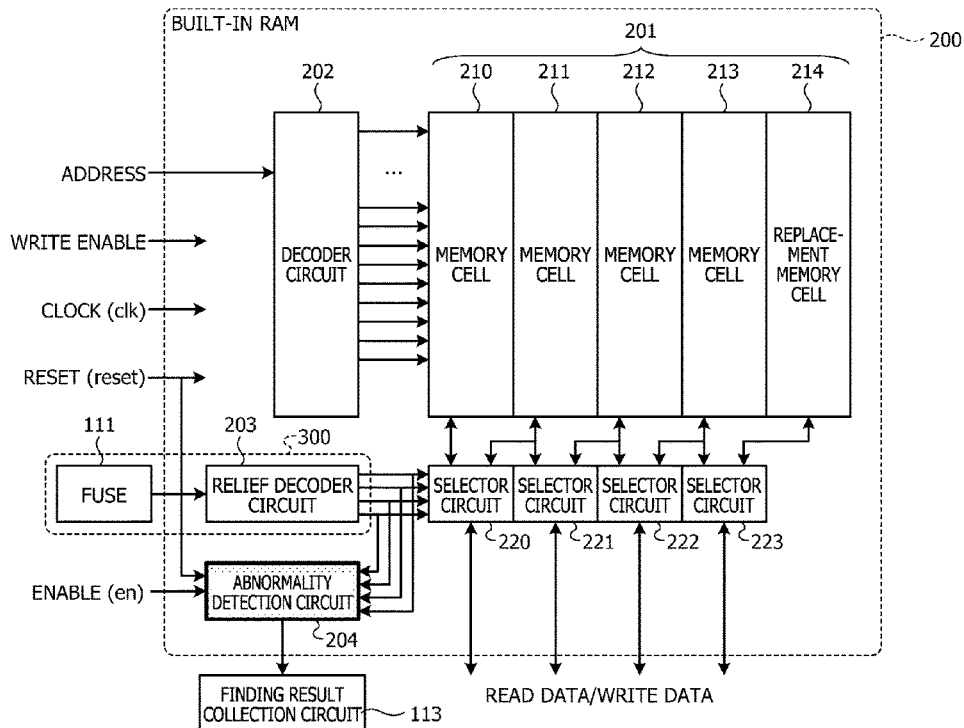 BUILT-IN RAM
200
201
202
210
211
212
213
214
ADDRESS
...
WRITE ENABLE
DECODER
CIRCUIT
MEMORY
CELL
MEMORY
CELL
MEMORY
CELL
MEMORY
CELL
REPLACE-
MENT
MEMORY
CELL
CLOCK (clk)
RESET (reset)
111
203
300
FUSE
RELIEF DECODER
CIRCUIT
SELECTOR
CIRCUIT
SELECTOR
CIRCUIT
SELECTOR
CIRCUIT
SELECTOR
CIRCUIT
220
221
222
223
ENABLE (en)
ABNORMALITY
DETECTION CIRCUIT
204
FINDING RESULT
COLLECTION CIRCUIT
113
READ DATA/WRITE DATA